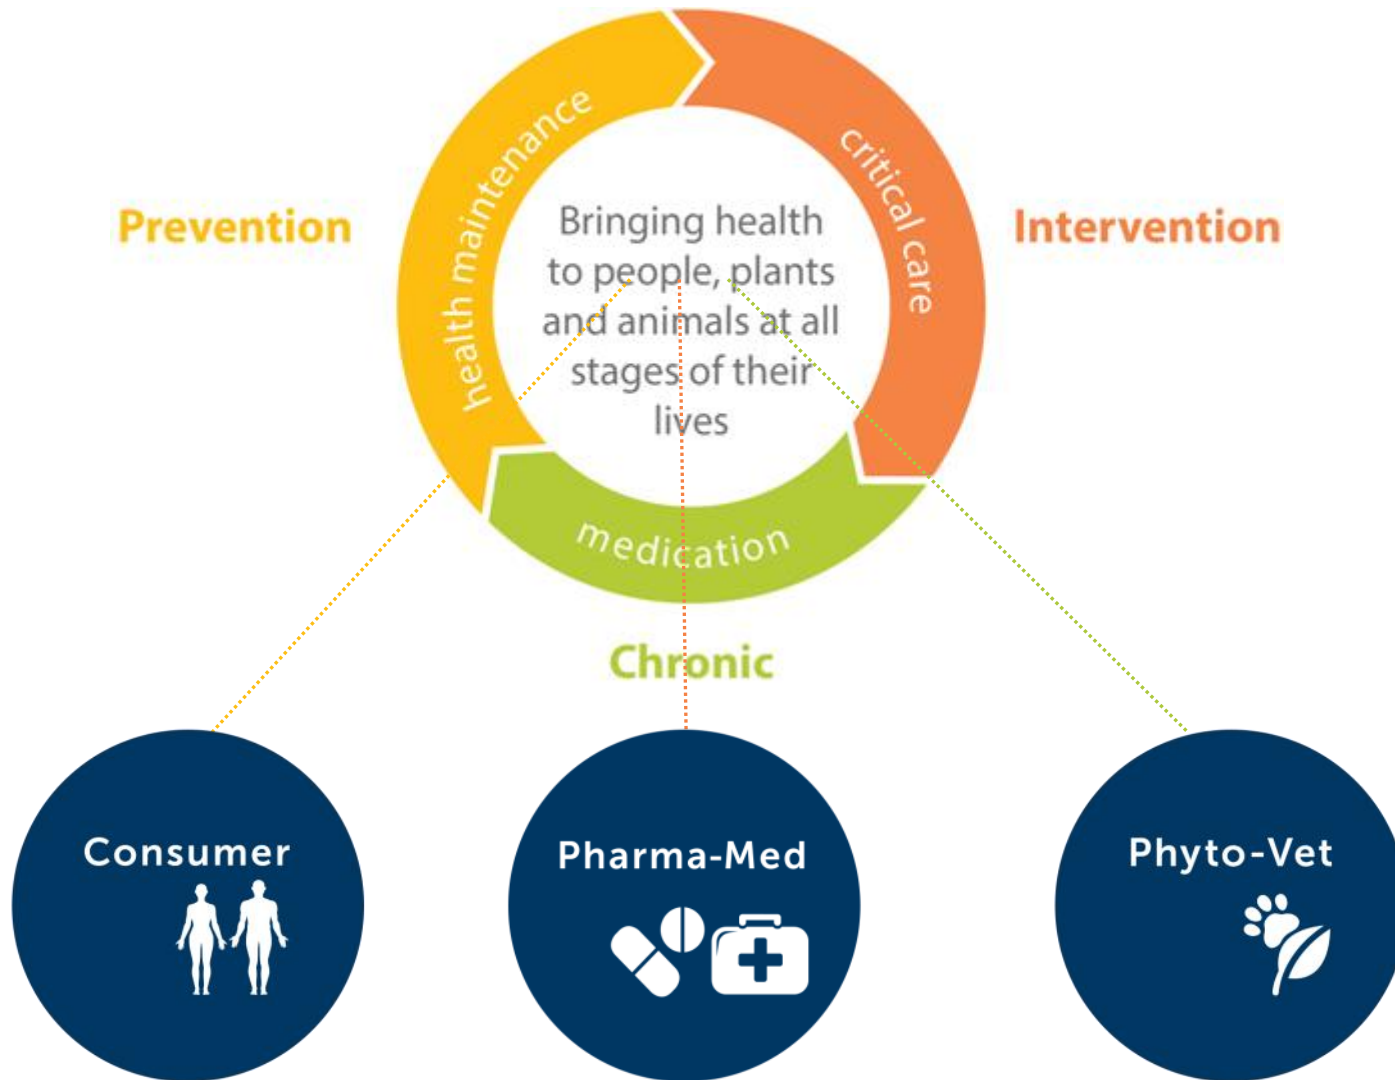 health maintenance
critical care
Prevention
Intervention
Bringing health
to people, plants
and animals at all
stages of their
lives
medication
Chronic
Consumer
Pharma-Med
Phyto-Vet